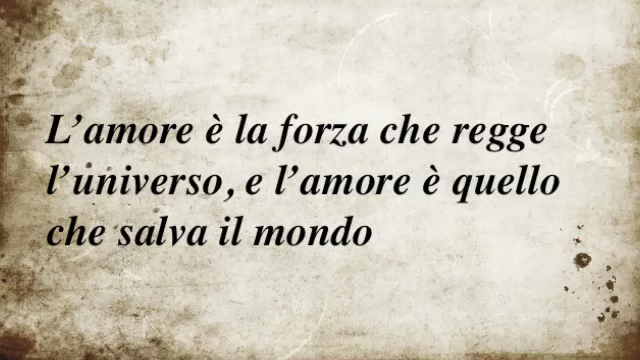 L’amore è la forza che regge
l’universo, e l’amore è quello
che salva il mondo